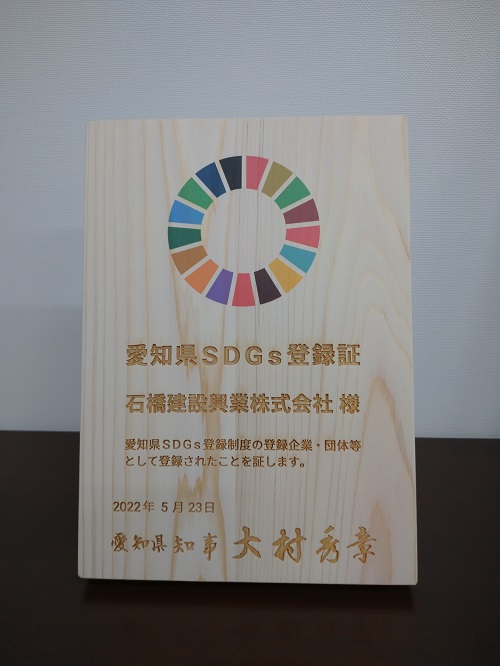 愛知県SDGs登録証
石橋建設興業株式会社 様
愛知県SDGs登録制度の登録企業・団体等
として登録されたことを証します。
2022年 5月23日
愛知県知事 大村秀章